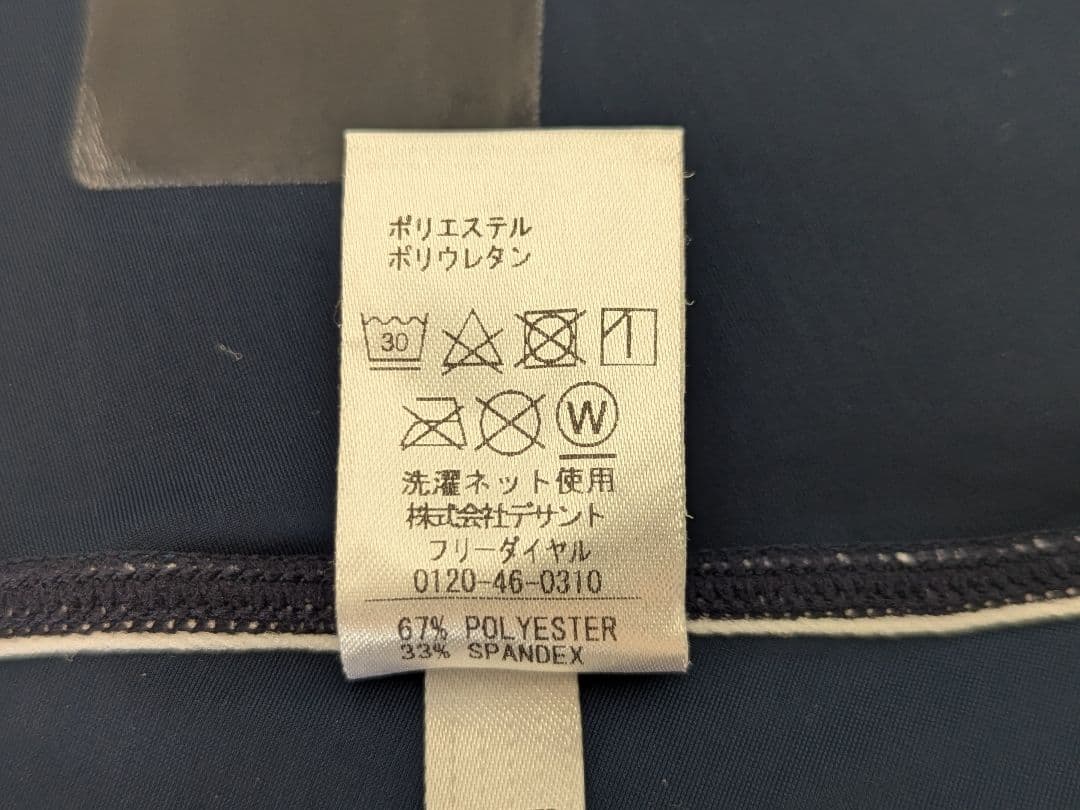 ポリエステル
ポリウレタン
30
W
洗濯ネット使用
株式会社デサント
フリーダイヤル
0120-46-0310
67% POLYESTER
33% SPANDEX